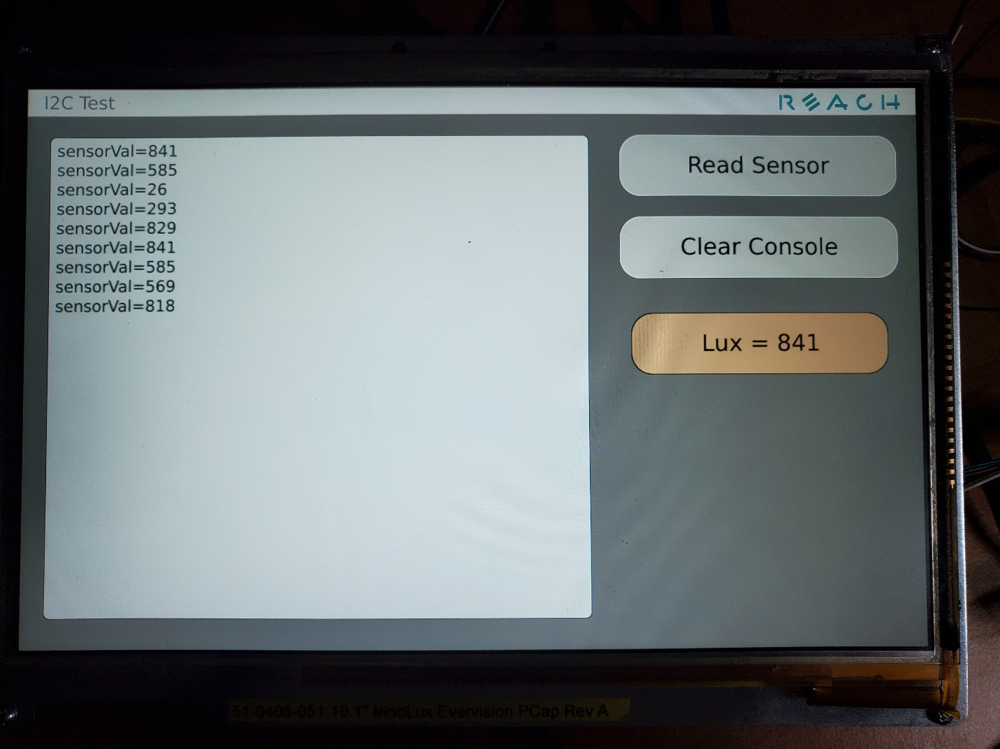 I2C Test
REACH
sensorVal=841
sensorVal=585
sensorVal=26
sensorVal=293
sensorVal=829
sensorVal=841
sensorVal=585
sensorVal=569
sensorVal=818
Read Sensor
Clear Console
Lux = 841
51-0406-051 10.1" InnoLux Evervision PCap Rev A